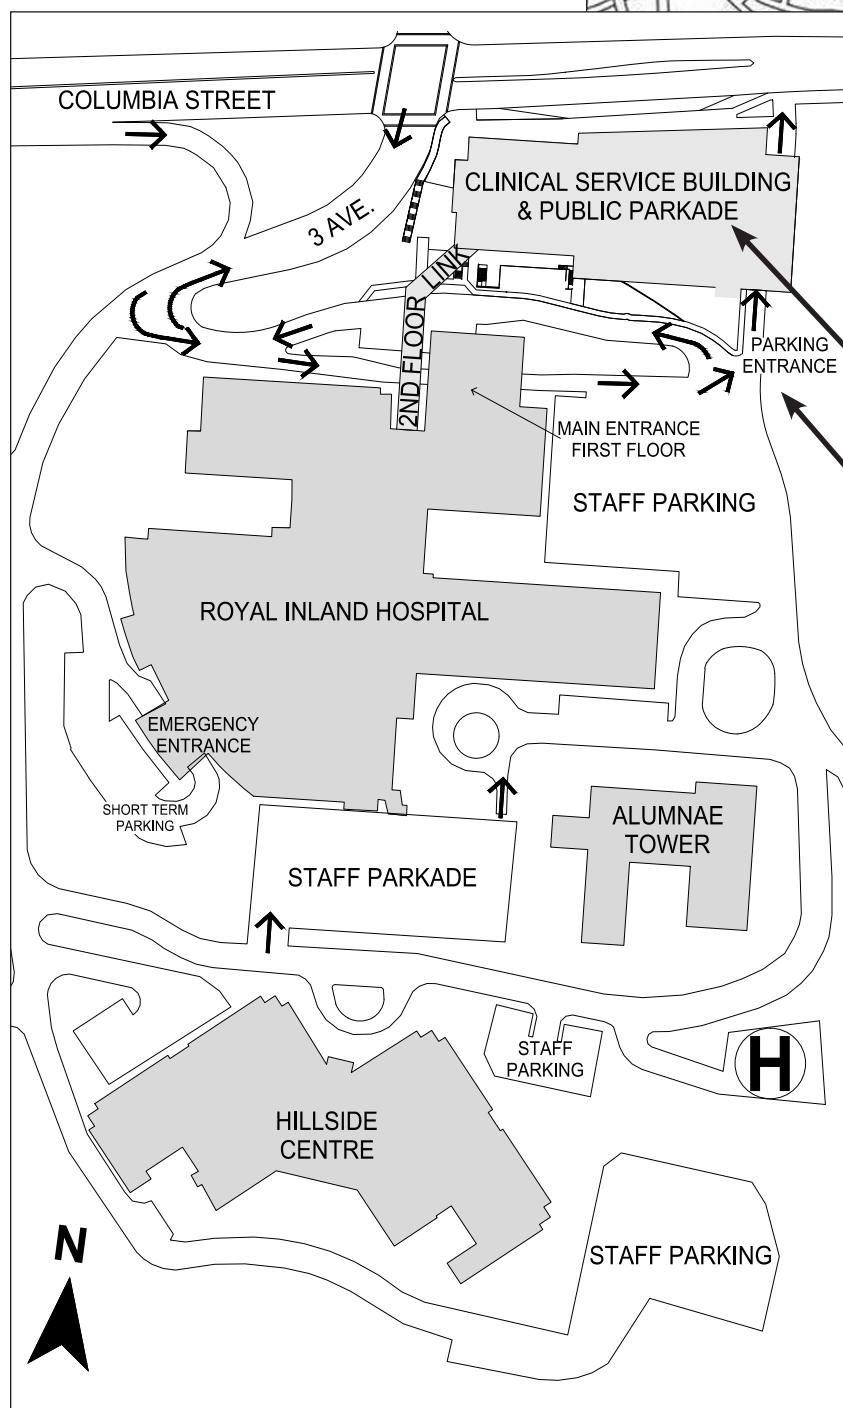 COLUMBIA STREET
CLINICAL SERVICE BUILDING
& PUBLIC PARKADE
3 AVE.
2ND FLOOR LINK
PARKING
ENTRANCE
MAIN ENTRANCE
FIRST FLOOR
STAFF PARKING
ROYAL INLAND HOSPITAL
EMERGENCY
ENTRANCE
SHORT TERM
PARKING
ALUMNAE
TOWER
STAFF PARKADE
STAFF
PARKING
H
HILLSIDE
CENTRE
N
STAFF PARKING